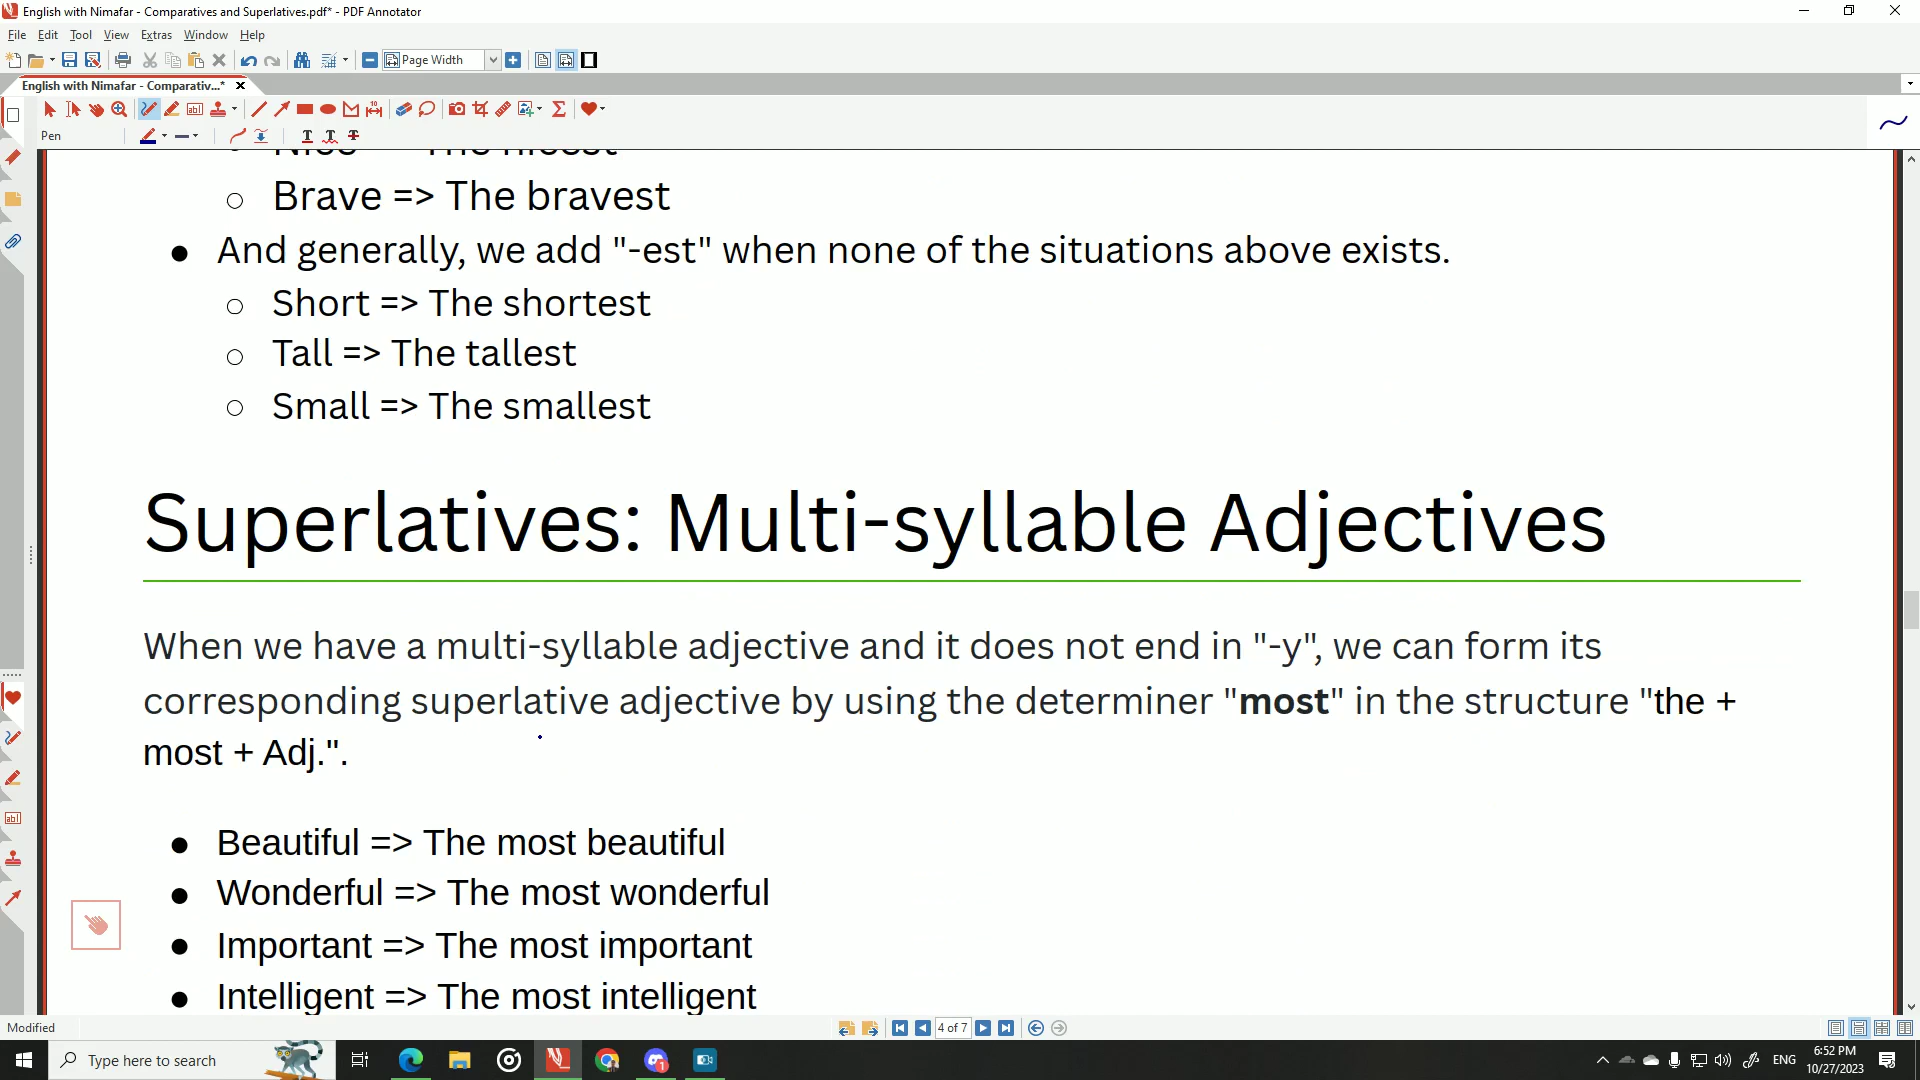 English with Nimafar - Comparatives and Superlatives.pdf* - PDF Annotator
File Edit Tool View Extras Window Help
Page Width
English with Nimafar - Comparativ...*
Pen
Nice => The nicest
Brave => The bravest
And generally, we add "-est" when none of the situations above exists.
Short => The shortest
Tall => The tallest
Small => The smallest
Superlatives: Multi-syllable Adjectives
When we have a multi-syllable adjective and it does not end in "-y", we can form its
corresponding superlative adjective by using the determiner "most" in the structure "the +
most + Adj.".
Beautiful => The most beautiful
Wonderful => The most wonderful
Important => The most important
Intelligent => The most intelligent
Modified
4 of 7
Type here to search
ENG
6:52 PM
10/27/2023